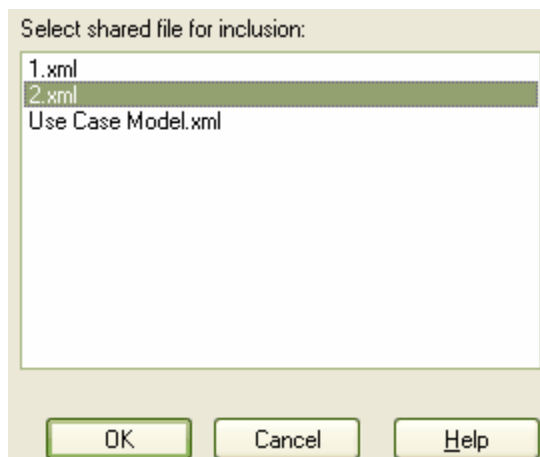 Select shared file for inclusion:
1.xml
2.xml
Use Case Model.xml
OK Cancel Help